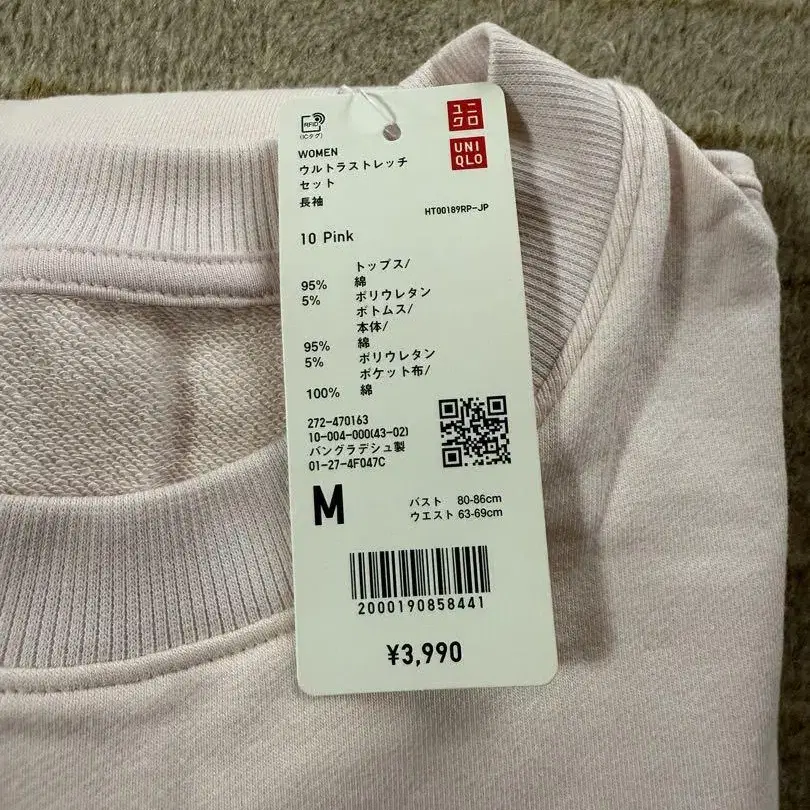 RFID
(ICタグ)
ユニ
クロ
UNI
QLO
WOMEN
ウルトラストレッチ
セット
長袖
HT00189RP-JP
10 Pink
トップス/
95% 綿
5% ポリウレタン
ボトムス/
本体/
95% 綿
5% ポリウレタン
ポケット布/
100% 綿
272-470163
10-004-000(43-02)
バングラデシュ製
01-27-4F047C
M
バスト 80-86cm
ウエスト 63-69cm
2000190858441
¥3,990